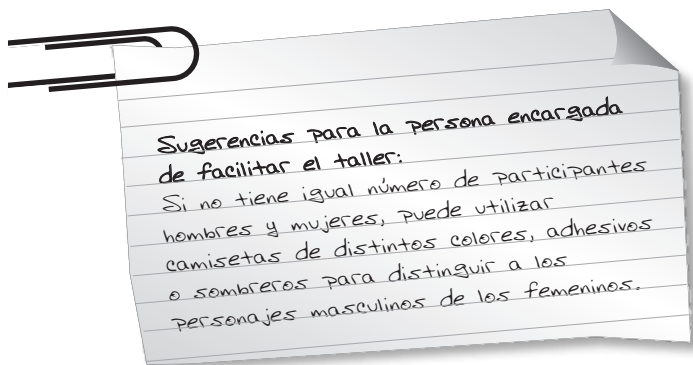 Sugerencias para la persona encargada
de facilitar el taller:
Si no tiene igual número de participantes
hombres y mujeres, puede utilizar
camisetas de distintos colores, adhesivos
o sombreros para distinguir a los
personajes masculinos de los femeninos.